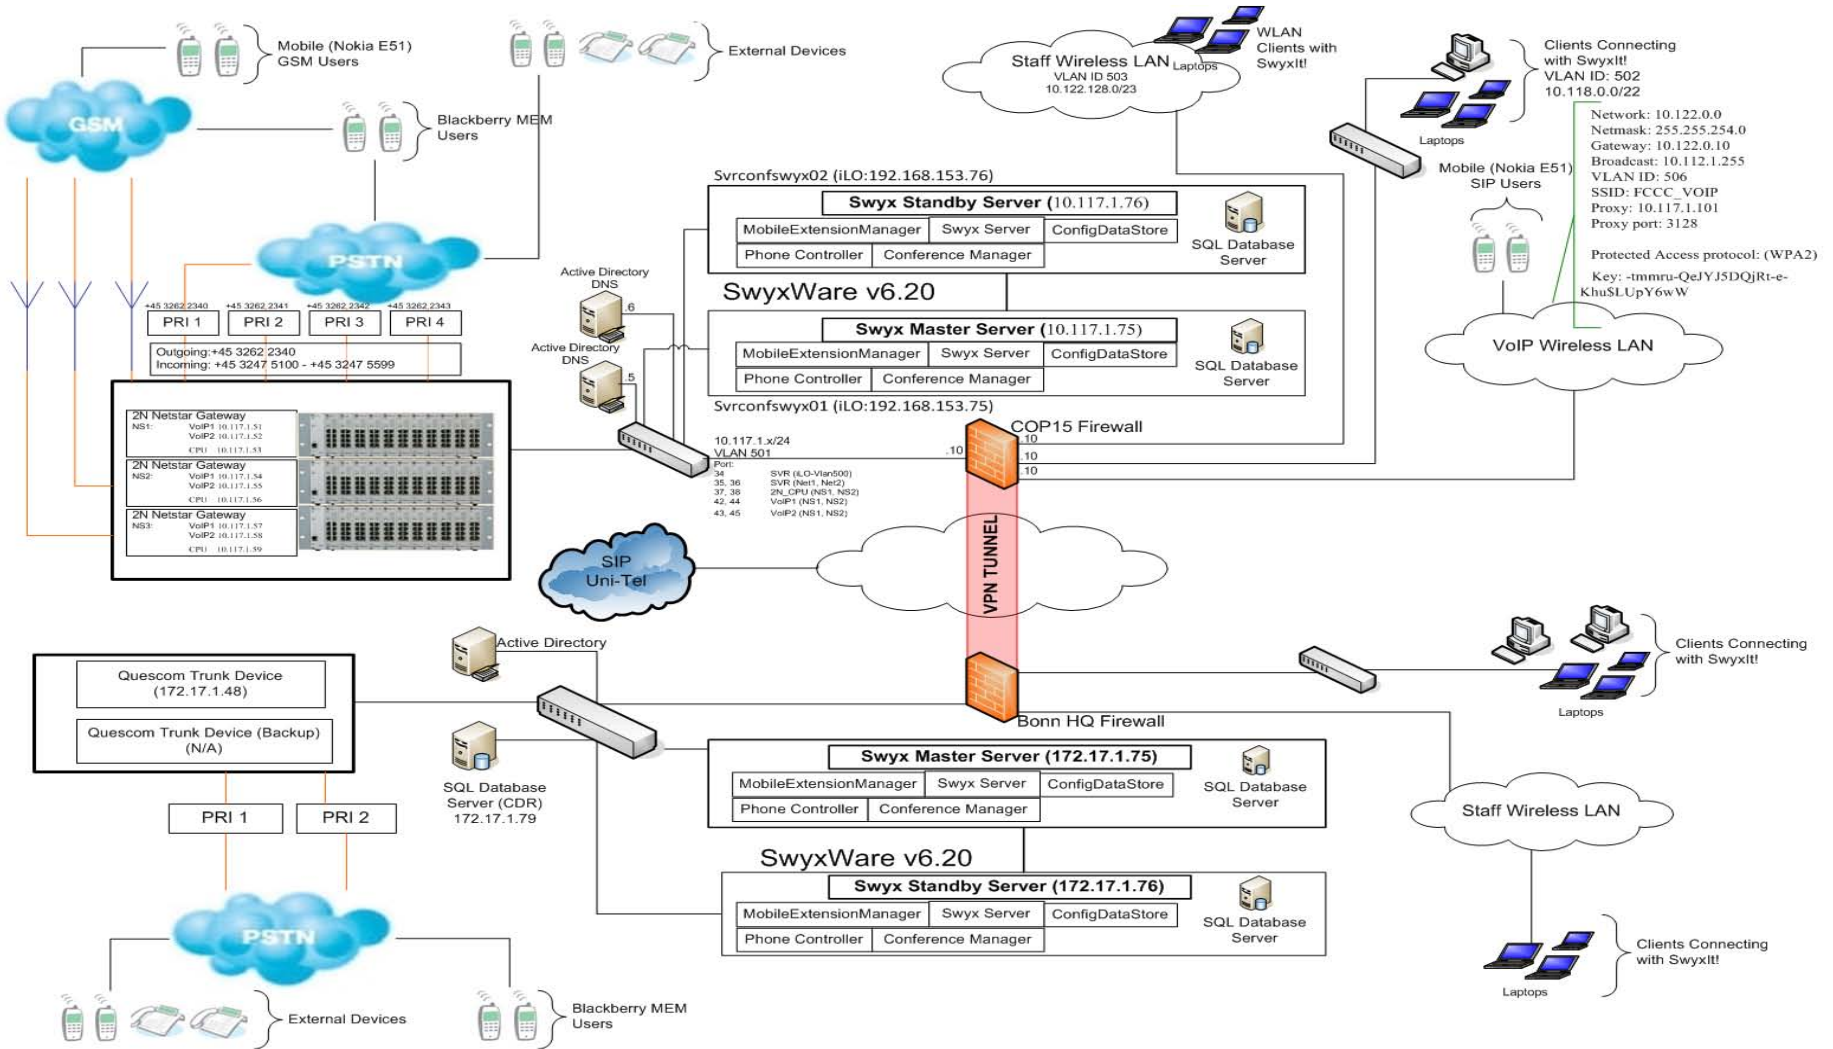 Mobile (Nokia E51)
GSM Users
External Devices
GSM
Blackberry MEM
Users
PSTN
Staff Wireless LAN
VLAN ID 503
10.122.128.0/23
Laptops
WLAN
Clients with
SwyxIt!
Clients Connecting
with SwyxIt!
VLAN ID: 502
10.118.0.0/22
Laptops
Network: 10.122.0.0
Netmask: 255.255.254.0
Gateway: 10.122.0.10
Broadcast: 10.112.1.255
VLAN ID: 506
SSID: FCCC_VOIP
Proxy: 10.117.1.101
Proxy port: 3128
Protected Access protocol: (WPA2)
Key: -tmmru-QeJYJ5DQjRt-e-
Khu$LUpY6wW
Mobile (Nokia E51)
SIP Users
VoIP Wireless LAN
Svrconfswyx02 (iLO:192.168.153.76)
Swyx Standby Server (10.117.1.76)
MobileExtensionManager
Swyx Server
ConfigDataStore
Phone Controller
Conference Manager
SQL Database
Server
SwyxWare v6.20
Swyx Master Server (10.117.1.75)
MobileExtensionManager
Swyx Server
ConfigDataStore
Phone Controller
Conference Manager
SQL Database
Server
Svrconfswyx01 (iLO:192.168.153.75)
Active Directory
DNS
.6
Active Directory
DNS
.5
+45 3262 2340
+45 3262 2341
+45 3262 2342
+45 3262 2343
PRI 1
PRI 2
PRI 3
PRI 4
Outgoing:+45 3262 2340
Incoming: +45 3247 5100 - +45 3247 5599
2N Netstar Gateway
NS1: VoIP1 10.117.1.51
VoIP2 10.117.1.52
CPU 10.117.1.53
2N Netstar Gateway
NS2: VoIP1 10.117.1.54
VoIP2 10.117.1.55
CPU 10.117.1.56
2N Netstar Gateway
NS3: VoIP1 10.117.1.57
VoIP2 10.117.1.58
CPU 10.117.1.59
10.117.1.x/24
VLAN 501
Port:
34 SVR (iLO-Vlan500)
35, 36 SVR (Net1, Net2)
37, 38 2N_CPU (NS1, NS2)
42, 44 VoIP1 (NS1, NS2)
43, 45 VoIP2 (NS1, NS2)
COP15 Firewall
.10
.10
.10
.10
VPN TUNNEL
SIP
Uni-Tel
Bonn HQ Firewall
Active Directory
Quescom Trunk Device
(172.17.1.48)
Quescom Trunk Device (Backup)
(N/A)
PRI 1
PRI 2
SQL Database
Server (CDR)
172.17.1.79
Swyx Master Server (172.17.1.75)
MobileExtensionManager
Swyx Server
ConfigDataStore
Phone Controller
Conference Manager
SQL Database
Server
SwyxWare v6.20
Swyx Standby Server (172.17.1.76)
MobileExtensionManager
Swyx Server
ConfigDataStore
Phone Controller
Conference Manager
SQL Database
Server
Clients Connecting
with SwyxIt!
Laptops
Staff Wireless LAN
Clients Connecting
with SwyxIt!
Laptops
PSTN
External Devices
Blackberry MEM
Users